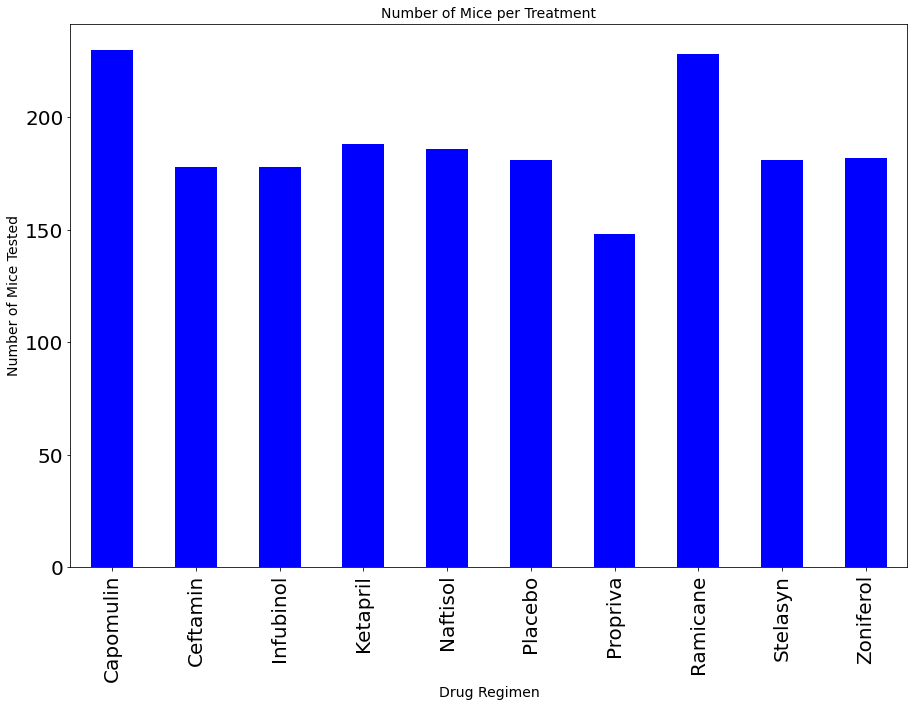 Number of Mice per Treatment
Number of Mice Tested
200
150
100
50
0
Capomulin
Ceftamin
Infubinol
Ketapril
Naftisol
Placebo
Propriva
Ramicane
Stelasyn
Zoniferol
Drug Regimen